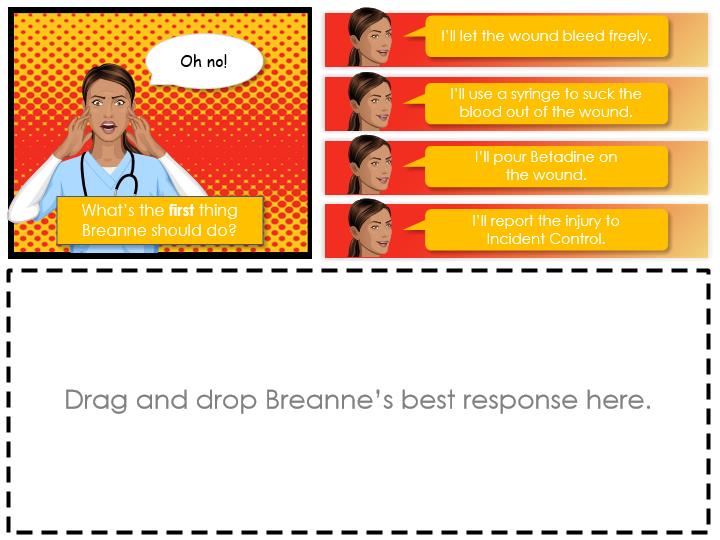 Oh no!
What's the first thing
Breanne should do?
I'll let the wound bleed freely.
I'll use a syringe to suck the
blood out of the wound.
I'll pour Betadine on
the wound.
I'll report the injury to
Incident Control.
Drag and drop Breanne's best response here.